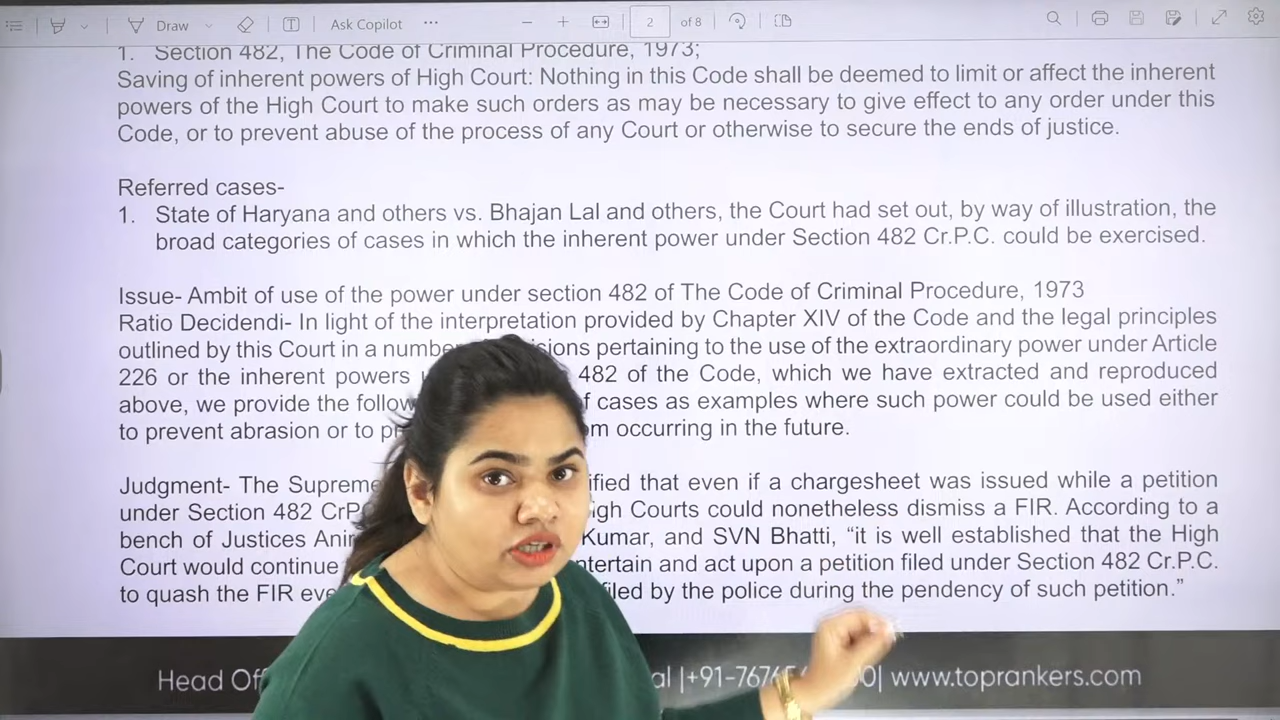 Draw
Ask Copilot
2 of 8
1. Section 482, The Code of Criminal Procedure, 1973;
Saving of inherent powers of High Court: Nothing in this Code shall be deemed to limit or affect the inherent
powers of the High Court to make such orders as may be necessary to give effect to any order under this
Code, or to prevent abuse of the process of any Court or otherwise to secure the ends of justice.
Referred cases-
1. State of Haryana and others vs. Bhajan Lal and others, the Court had set out, by way of illustration, the
broad categories of cases in which the inherent power under Section 482 Cr.P.C. could be exercised.
Issue- Ambit of use of the power under section 482 of The Code of Criminal Procedure, 1973
Ratio Decidendi- In light of the interpretation provided by Chapter XIV of the Code and the legal principles
outlined by this Court in a pertaining to the use of the extraordinary power under Article
226 or the inherent powers 482 of the Code, which we have extracted and reproduced
above, we provide the of cases as examples where such power could be used either
to prevent abrasion or to occurring in the future.
Judgment- The that even if a chargesheet was issued while a petition
under Section 482 Courts could nonetheless dismiss a FIR. According to a
bench of Justices Kumar, and SVN Bhatti, “it is well established that the High
Court would continue and act upon a petition filed under Section 482 Cr.P.C.
to quash the FIR by the police during the pendency of such petition.”
Head |+91- | www.toprankers.com